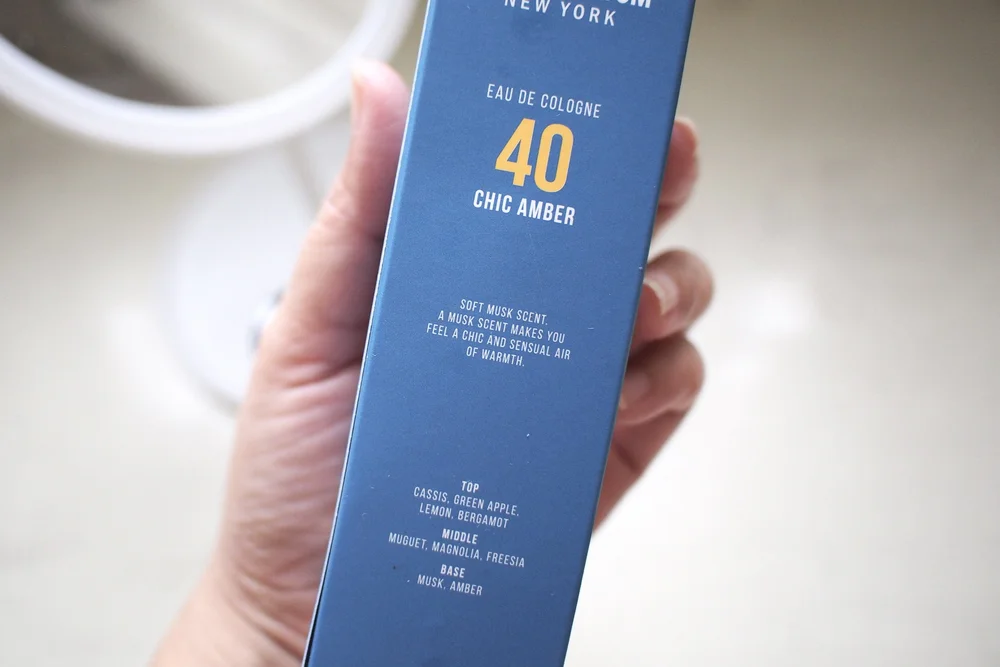 NEW YORK
EAU DE COLOGNE
40
CHIC AMBER
SOFT MUSK SCENT.
A MUSK SCENT MAKES YOU
FEEL A CHIC AND SENSUAL AIR
OF WARMTH.
TOP
CASSIS, GREEN APPLE,
LEMON, BERGAMOT
MIDDLE
MUGUET, MAGNOLIA, FREESIA
BASE
MUSK, AMBER